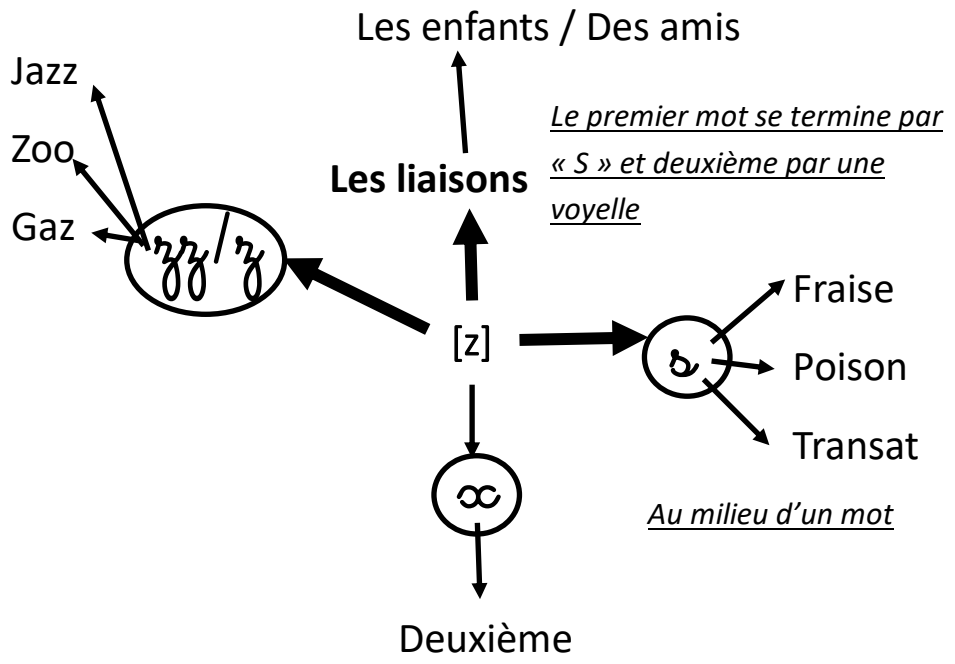 Les enfants / Des amis
Jazz
Zoo
Gaz
Le premier mot se termine par
« S » et deuxième par une
voyelle
Les liaisons
zz/z
[z]
s
Fraise
Poison
Transat
Au milieu d’un mot
x
Deuxième